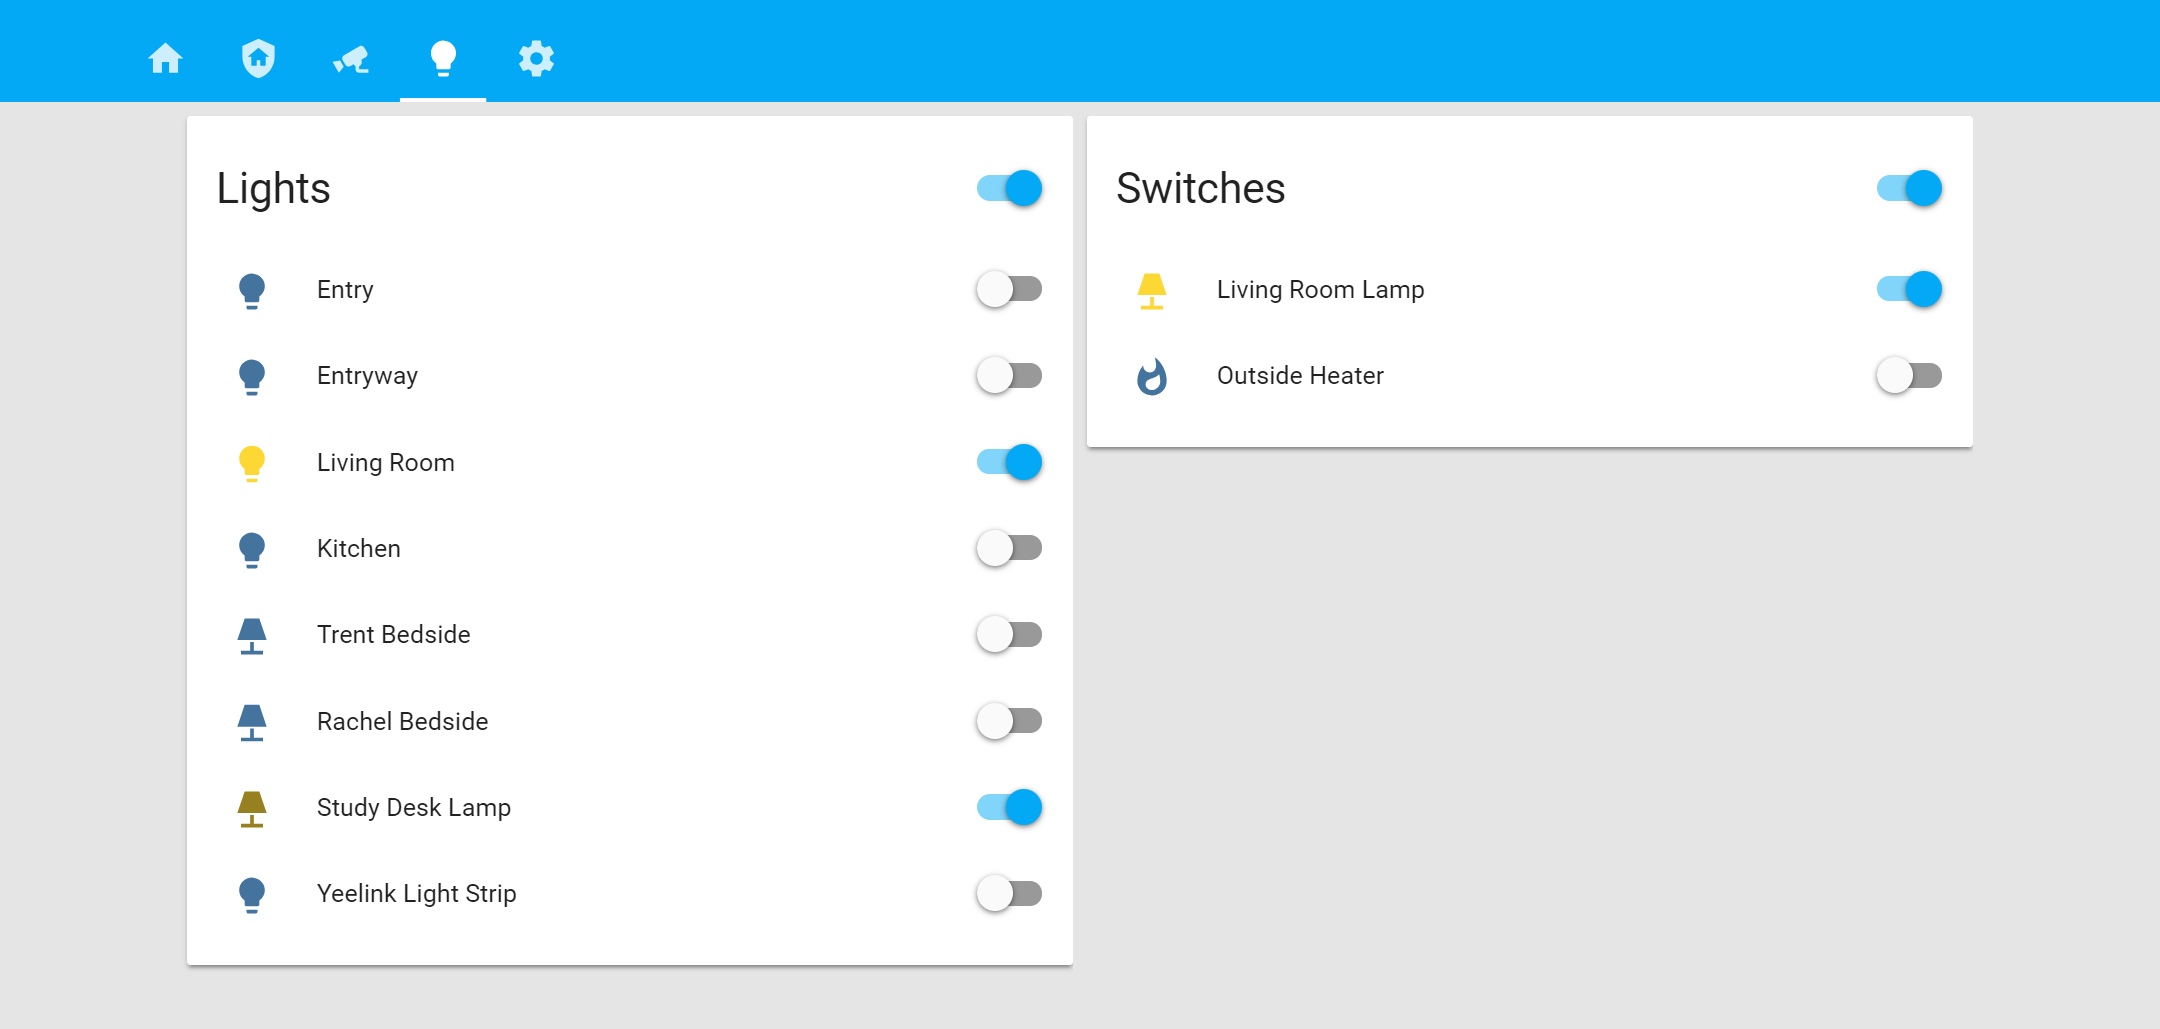 Lights
Entry
Entryway
Living Room
Kitchen
Trent Bedside
Rachel Bedside
Study Desk Lamp
Yeelink Light Strip
Switches
Living Room Lamp
Outside Heater